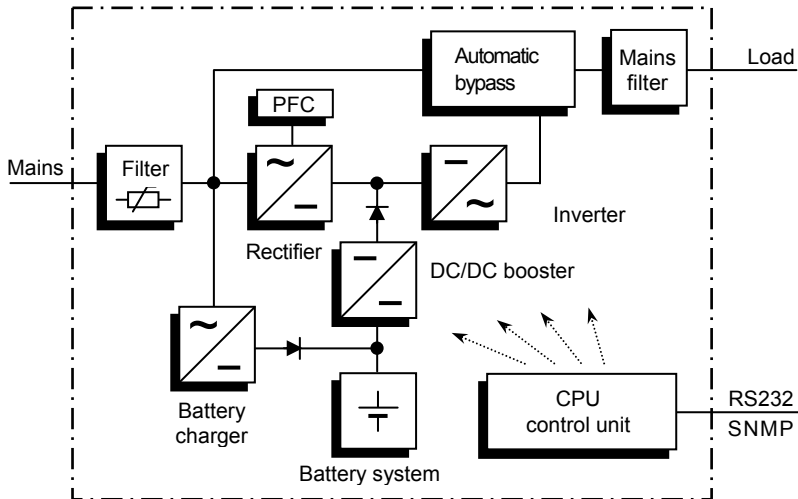 Automatic
bypass
Mains
filter
Load
PFC
Mains
Filter
Rectifier
Inverter
DC/DC booster
Battery
charger
Battery system
CPU
control unit
RS232
SNMP